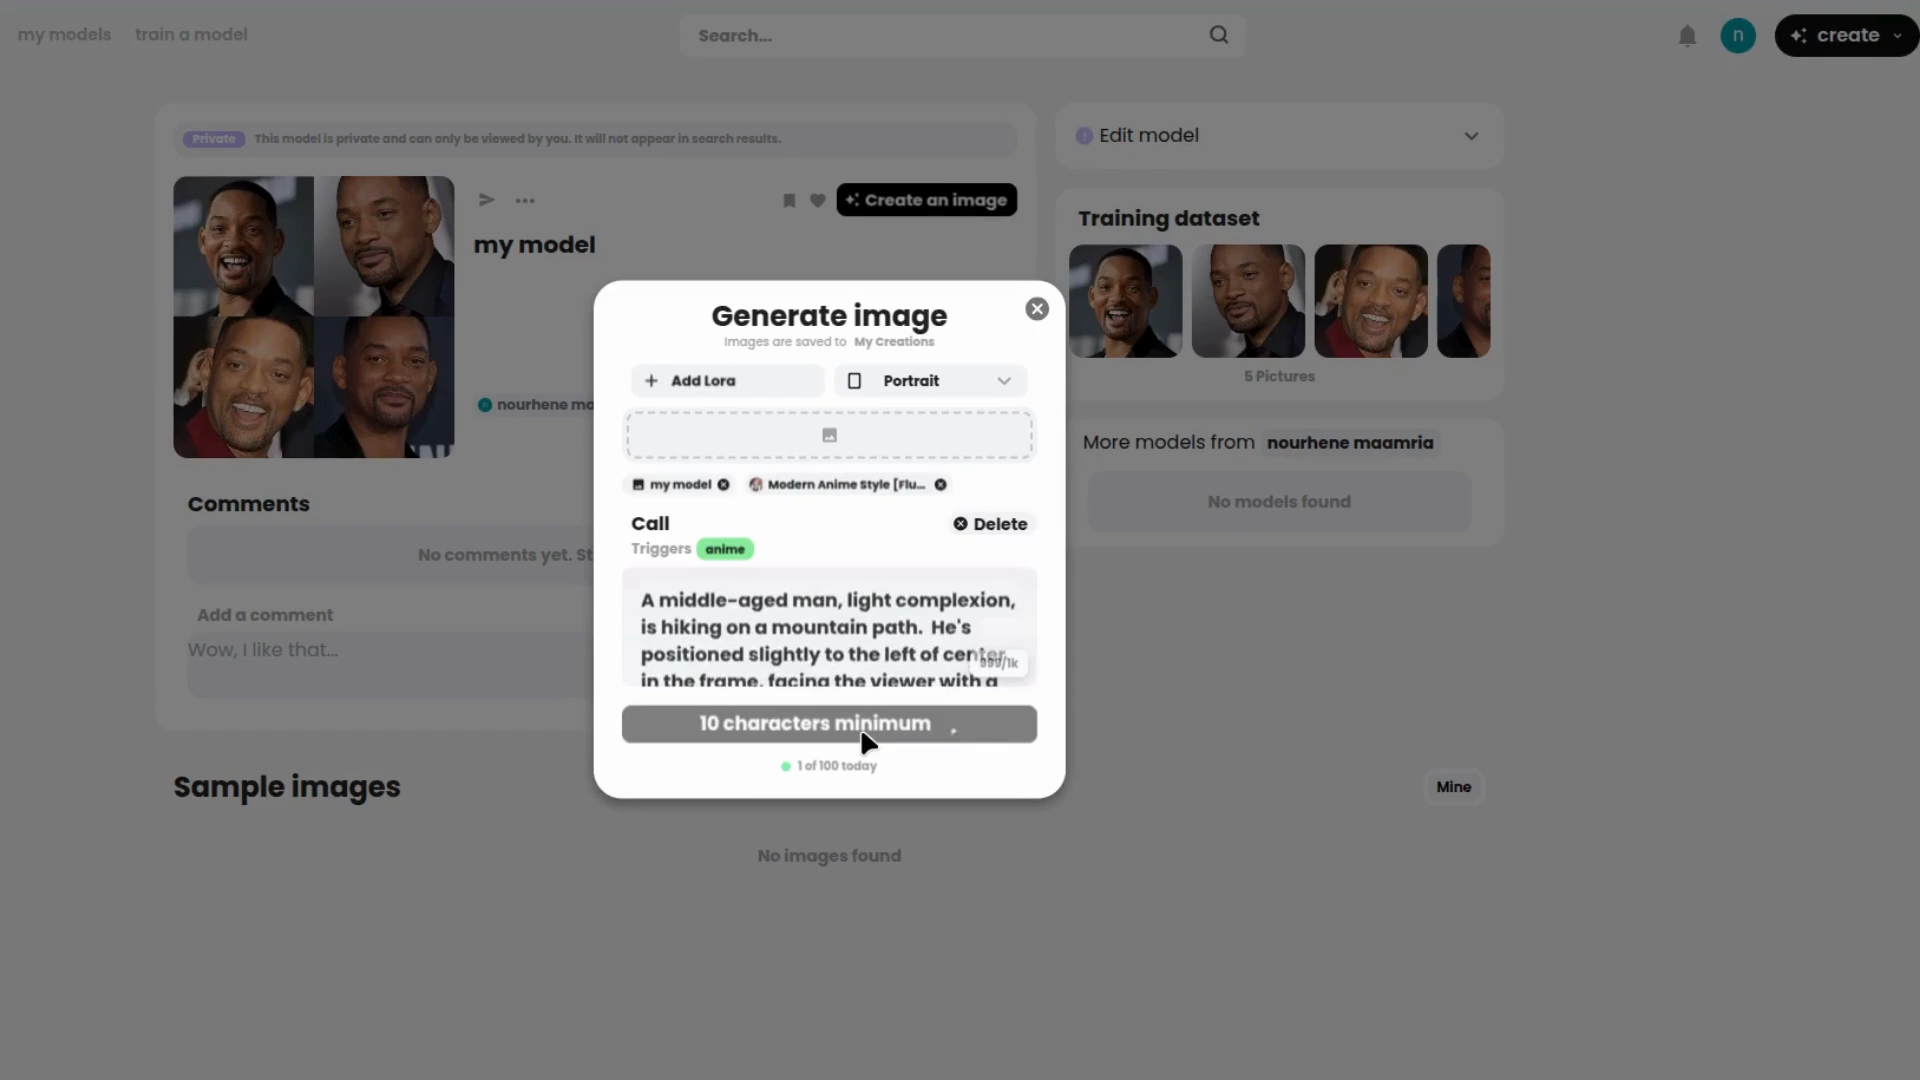 my models train a model
Search...
n
create
Private This model is private and can only be viewed by you. It will not appear in search results.
Create an image
my model
nourhene
Comments
No comments yet.
Add a comment
Wow, I like that...
Sample images
Mine
No images found
Edit model
Training dataset
5 Pictures
More models from nourhene maamria
No models found
Generate image
Images are saved to My Creations
+ Add Lora
Portrait
my model Modern Anime Style [Flu...
Call
Delete
Triggers anime
A middle-aged man, light complexion,
is hiking on a mountain path. He's
positioned slightly to the left of center
in the frame, facing the viewer with a
999/1k
10 characters minimum
1 of 100 today